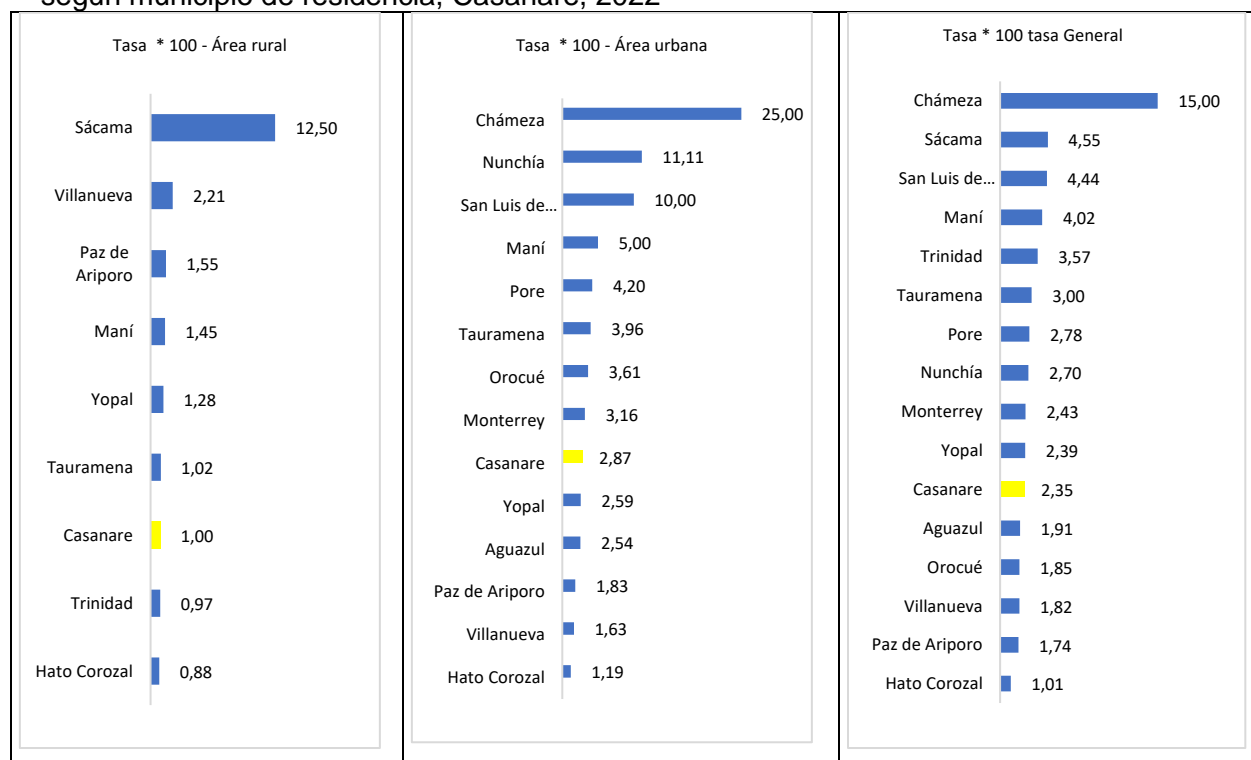 según municipio de residencia, Casanare, 2022
Tasa * 100 - Área rural
Sácama 12,50
Villanueva 2,21
Paz de
Ariporo 1,55
Maní 1,45
Yopal 1,28
Tauramena 1,02
Casanare 1,00
Trinidad 0,97
Hato Corozal 0,88
Tasa * 100 - Área urbana
Chámeza 25,00
Nunchía 11,11
San Luis de... 10,00
Maní 5,00
Pore 4,20
Tauramena 3,96
Orocué 3,61
Monterrey 3,16
Casanare 2,87
Yopal 2,59
Aguazul 2,54
Paz de Ariporo 1,83
Villanueva 1,63
Hato Corozal 1,19
Tasa * 100 tasa General
Chámeza 15,00
Sácama 4,55
San Luis de... 4,44
Maní 4,02
Trinidad 3,57
Tauramena 3,00
Pore 2,78
Nunchía 2,70
Monterrey 2,43
Yopal 2,39
Casanare 2,35
Aguazul 1,91
Orocué 1,85
Villanueva 1,82
Paz de Ariporo 1,74
Hato Corozal 1,01